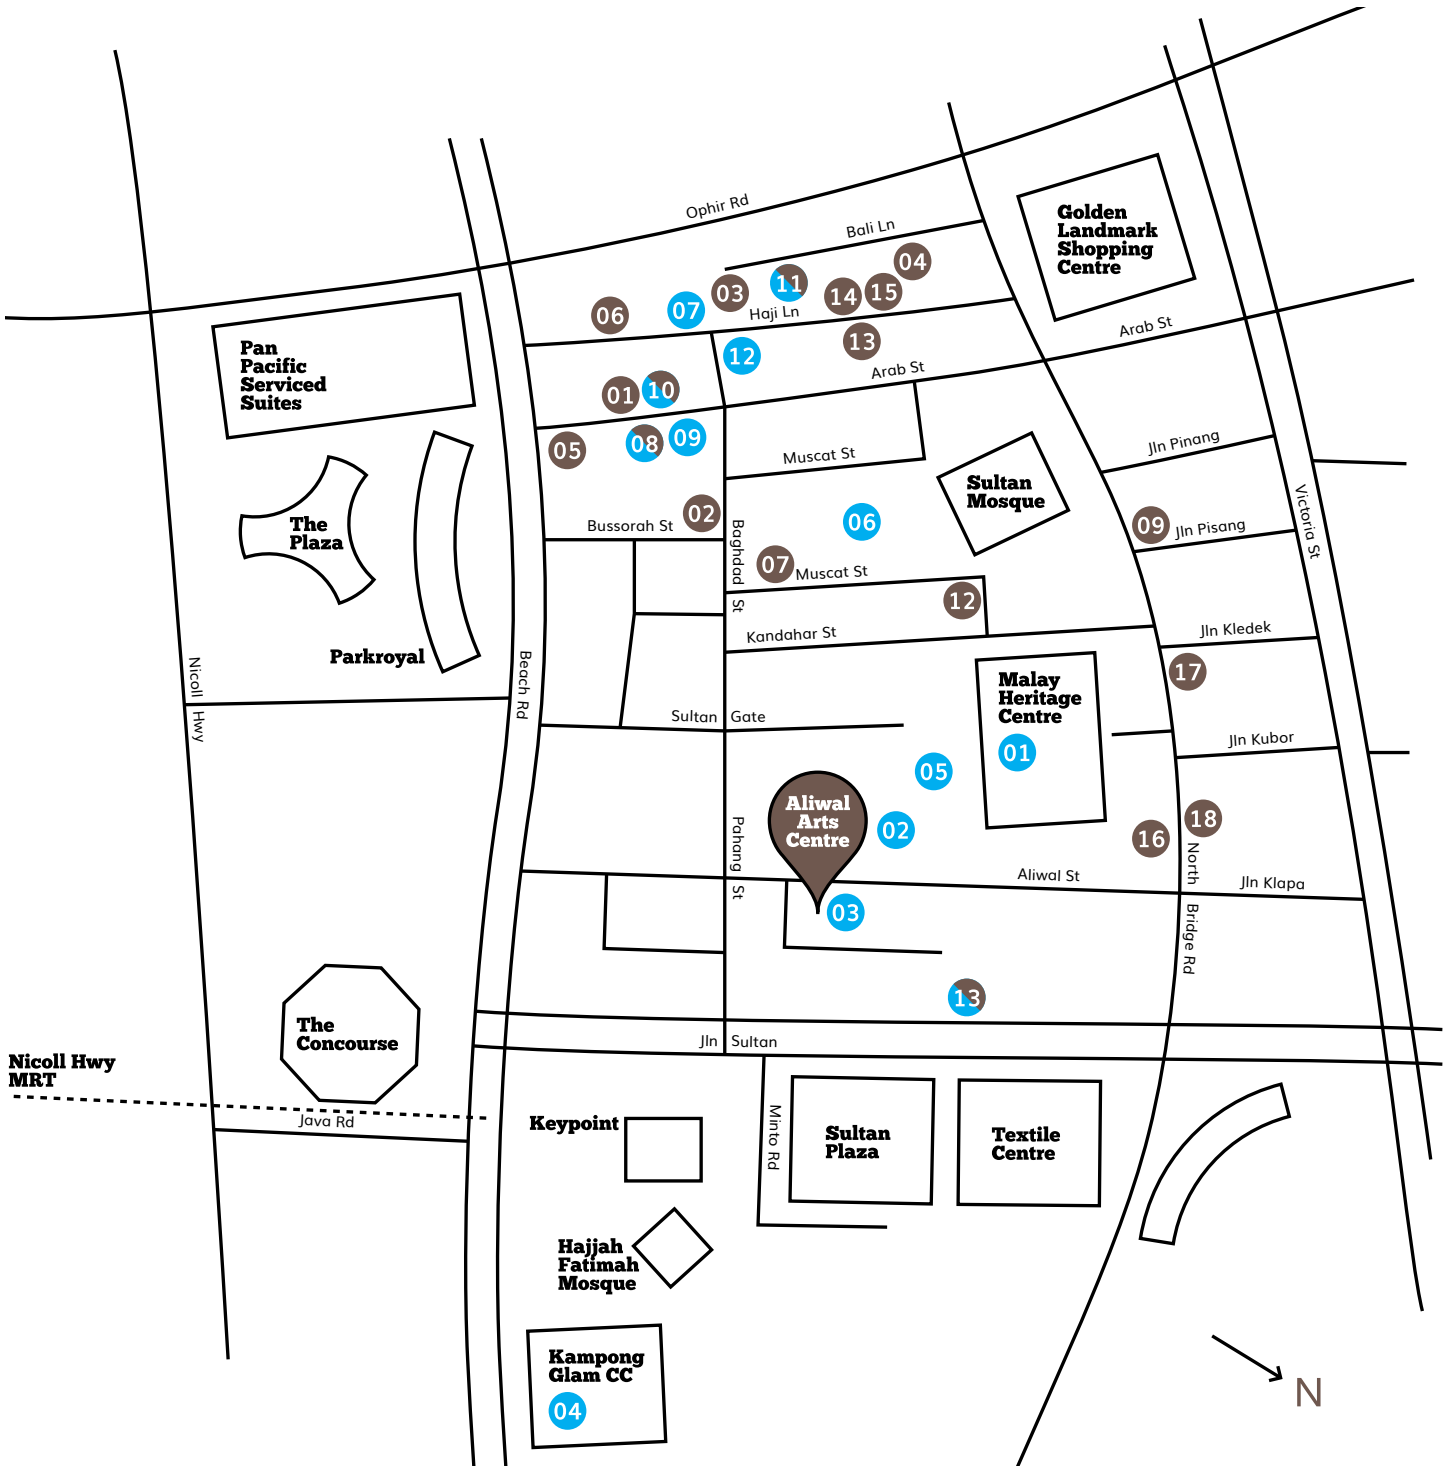 Ophir Rd
Bali Ln
Golden
Landmark
Shopping
Centre
04
11
03
14
15
06
07
Haji Ln
Arab St
13
12
Arab St
Pan
Pacific
Serviced
Suites
01
10
05
08
09
Muscat St
Jln Pinang
Sultan
Mosque
Victoria St
02
Bussorah St
Baghdad St
06
09
Jln Pisang
The
Plaza
07
Muscat St
12
Kandahar St
Jln Kledek
Parkroyal
Nicoll Hwy
Beach Rd
17
Malay
Heritage
Centre
01
Sultan Gate
Jln Kubor
05
Aliwal
Arts
Centre
02
Pahang St
16
18
North Bridge Rd
Aliwal St
Jln Klapa
03
13
The
Concourse
Jln Sultan
Nicoll Hwy
MRT
Java Rd
Keypoint
Minto Rd
Sultan
Plaza
Textile
Centre
Hajjah
Fatimah
Mosque
Kampong
Glam CC
04
N